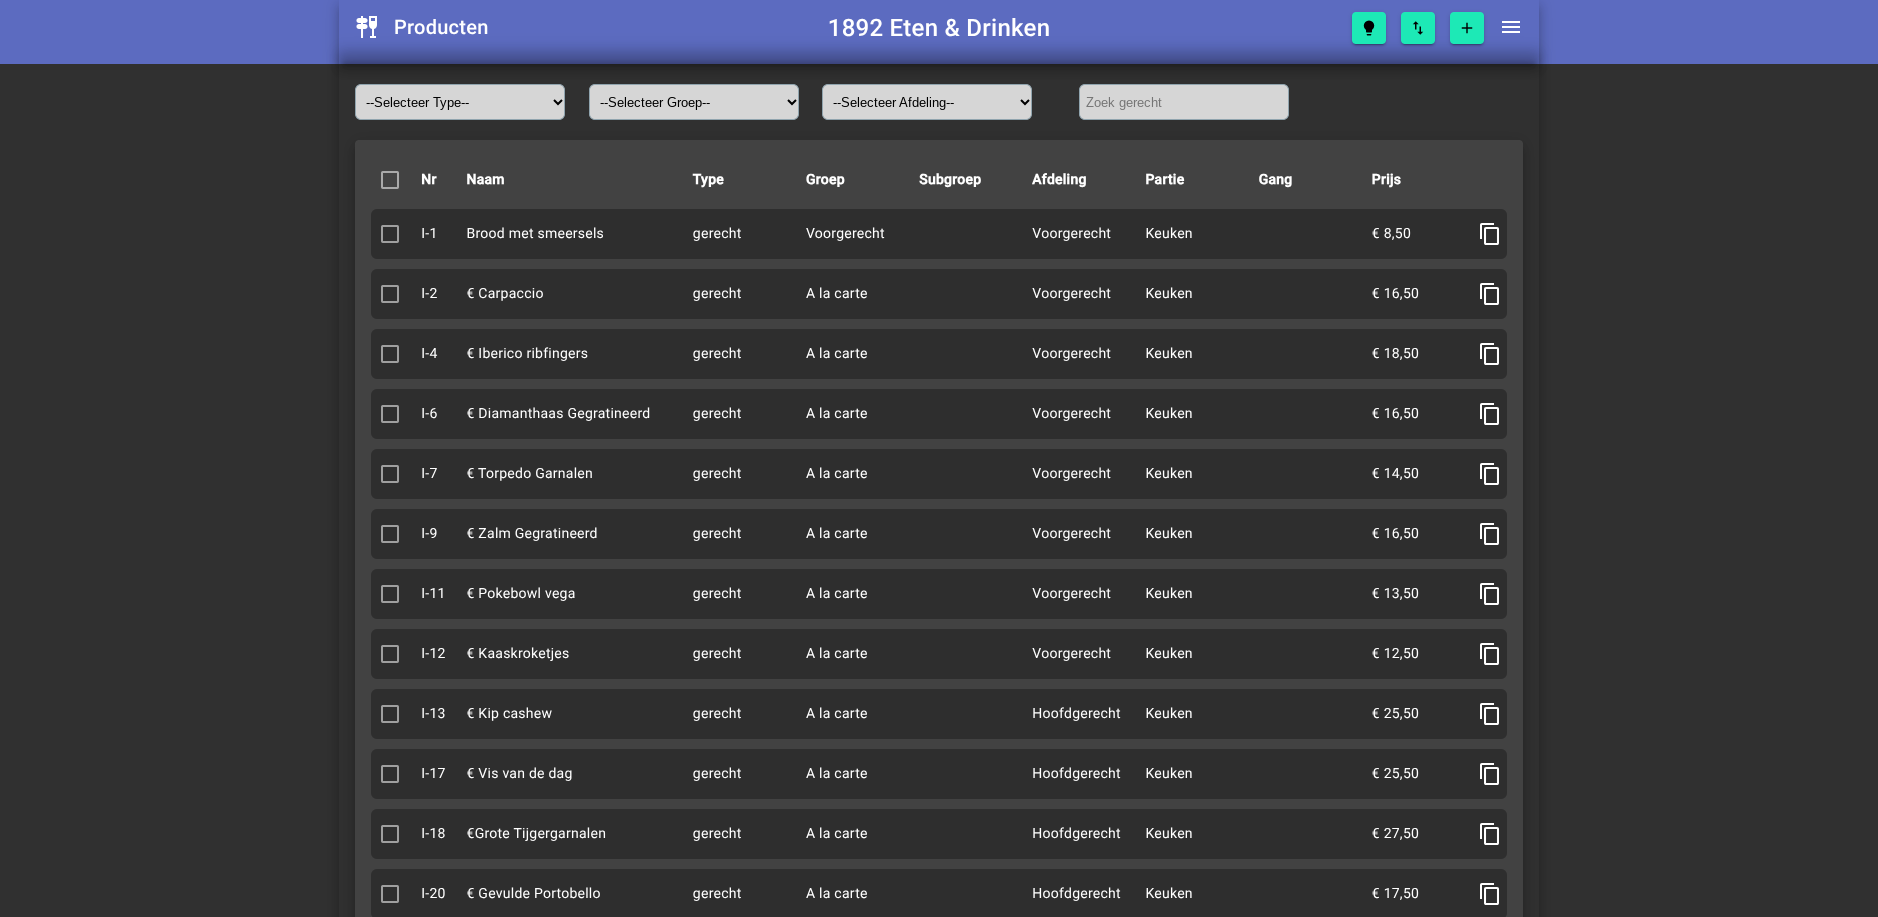 Producten 1892 Eten & Drinken
--Selecteer Type-- --Selecteer Groep-- --Selecteer Afdeling-- Zoek gerecht
Nr Naam Type Groep Subgroep Afdeling Partie Gang Prijs
I-1 Brood met smeersels gerecht Voorgerecht Voorgerecht Keuken € 8,50
I-2 € Carpaccio gerecht A la carte Voorgerecht Keuken € 16,50
I-4 € Iberico ribfingers gerecht A la carte Voorgerecht Keuken € 18,50
I-6 € Diamanthaas Gegratineerd gerecht A la carte Voorgerecht Keuken € 16,50
I-7 € Torpedo Garnalen gerecht A la carte Voorgerecht Keuken € 14,50
I-9 € Zalm Gegratineerd gerecht A la carte Voorgerecht Keuken € 16,50
I-11 € Pokebowl vega gerecht A la carte Voorgerecht Keuken € 13,50
I-12 € Kaaskroketjes gerecht A la carte Voorgerecht Keuken € 12,50
I-13 € Kip cashew gerecht A la carte Hoofdgerecht Keuken € 25,50
I-17 € Vis van de dag gerecht A la carte Hoofdgerecht Keuken € 25,50
I-18 €Grote Tijgergarnalen gerecht A la carte Hoofdgerecht Keuken € 27,50
I-20 € Gevulde Portobello gerecht A la carte Hoofdgerecht Keuken € 17,50